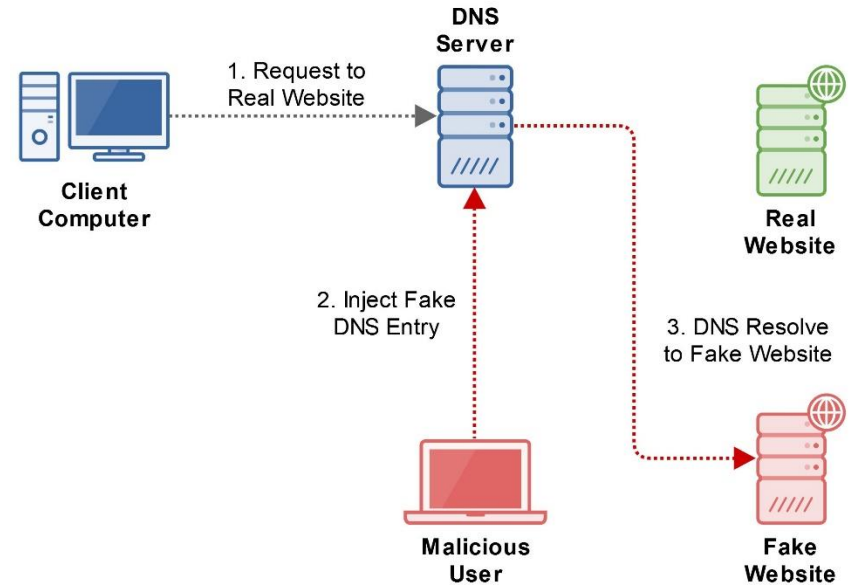 DNS
Server
1. Request to
Real Website
Client
Computer
Real
Website
2. Inject Fake
DNS Entry
3. DNS Resolve
to Fake Website
Malicious
User
Fake
Website